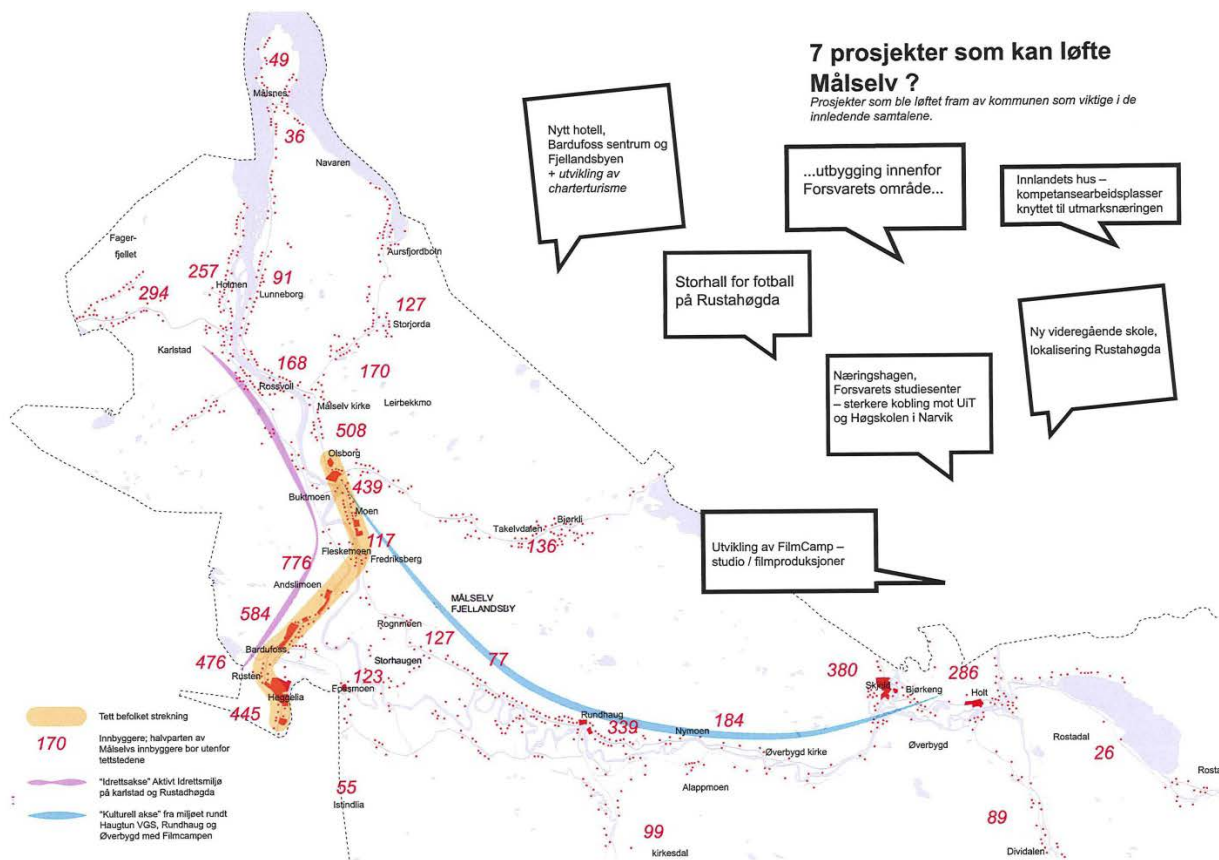 7 prosjekter som kan løfte
Målselv ?
Prosjekter som ble løftet fram av kommunen som viktige i de
innledende samtalene.
Nytt hotell,
Bardufoss sentrum og
Fjellandsbyen
+ utvikling av
charterturisme
...utbygging innenfor
Forsvarets område...
Innlandets hus –
kompetansearbeidsplasser
knyttet til utmarksnæringen
Storhall for fotball
på Rustahøgda
Ny videregående skole,
lokalisering Rustahøgda
Næringshagen,
Forsvarets studiesenter
– sterkere kobling mot UiT
og Høgskolen i Narvik
Utvikling av FilmCamp –
studio / filmproduksjoner
49
Målsnes
36
Navaren
Fager-
fjellet
Aursfjordbotn
257
91
Holmen
Lunneborg
294
127
Storjorda
Karlstad
168
170
Rossvoll
Målselv kirke
Leirbekkmo
508
Olsborg
439
Buktmoen
Moen
Takelvdalen
Bjørkli
136
117
Fleskemoen
Fredriksberg
776
Andslimoen
MÅLSELV
FJELLANDSBY
584
Rognmoen
127
Bardufoss
Storhaugen
77
476
Rusten
123
380
286
Skjold
Bjørkeng
Holt
Heggelia
445
Rundhaug
339
Nymoen
184
Øverbygd kirke
Øverbygd
Rostadal
26
Rosta
Alappmoen
55
Istindlia
99
kirkesdal
89
Dividalen
Tett befolket strekning
170
Innbyggere; halvparten av
Målselvs innbyggere bor utenfor
tettstedene
"Idrettsakse" Aktivt Idrettsmiljø
på karlstad og Rustadhøgda
"Kulturell akse" fra miljøet rundt
Haugtun VGS, Rundhaug og
Øverbygd med Filmcampen